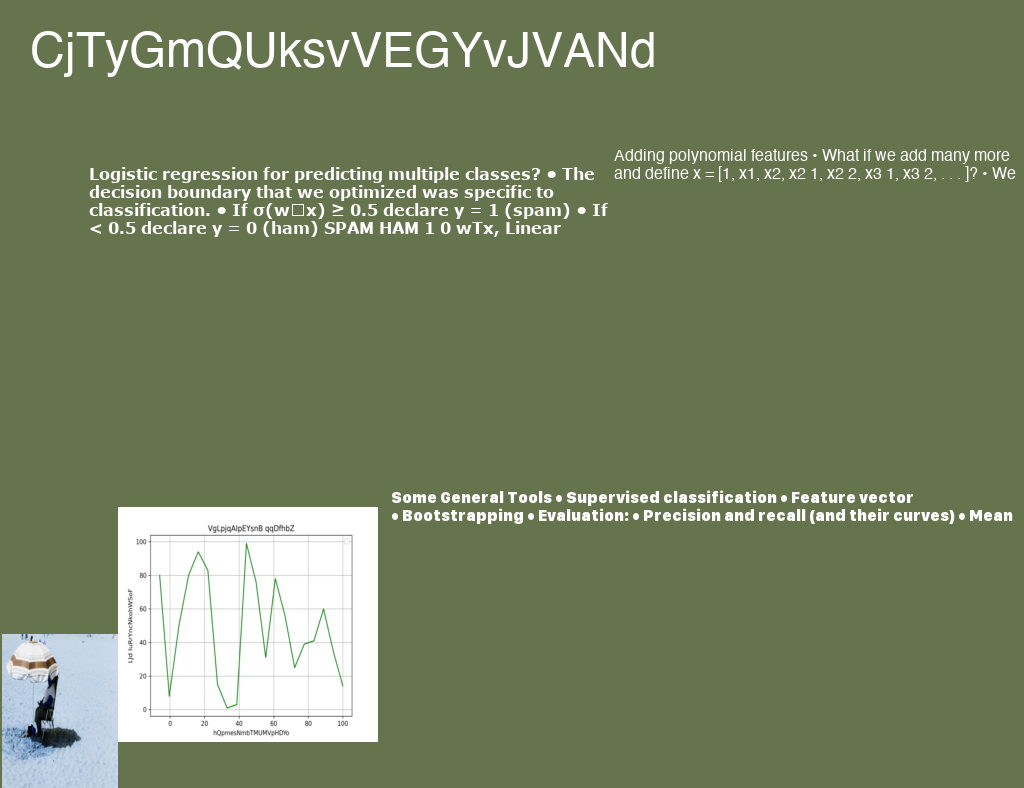 CjTyGmQUksvVEGYvJVANd
Logistic regression for predicting multiple classes? • The
decision boundary that we optimized was specific to
classification. • If σ(w□x) ≥ 0.5 declare y = 1 (spam) • If
< 0.5 declare y = 0 (ham) SPAM HAM 1 0 wTx, Linear
Adding polynomial features • What if we add many more
and define x = [1, x1, x2, x2 1, x2 2, x3 1, x3 2, . . . ]? • We
Some General Tools • Supervised classification • Feature vector
• Bootstrapping • Evaluation: • Precision and recall (and their curves) • Mean
VgLpjqAlpEYsnB qqDfhbZ
100
80
60
40
20
0
0 20 40 60 80 100
hQpmesNmbTMUMVpHDYo